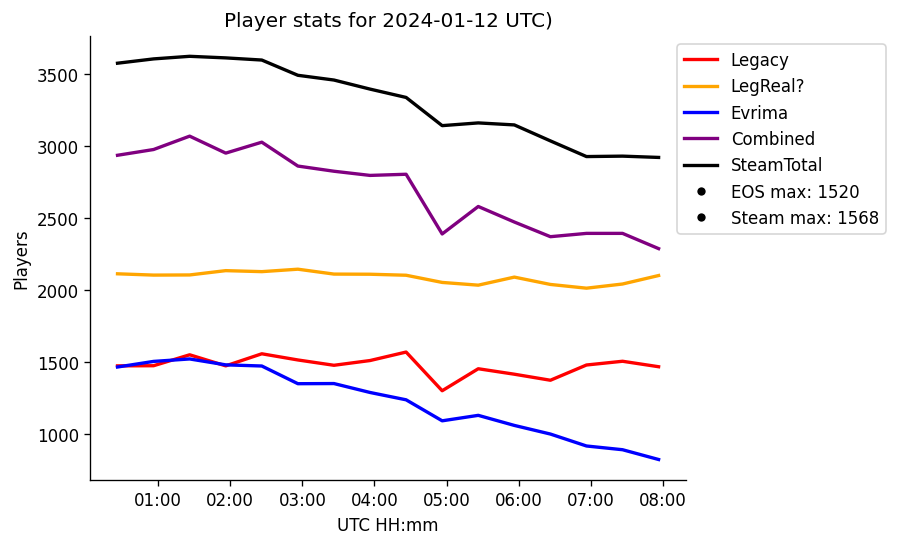 Player stats for 2024-01-12 UTC)
Legacy
LegReal?
Evrima
Combined
SteamTotal
EOS max: 1520
Steam max: 1568
Players
3500
3000
2500
2000
1500
1000
01:00 02:00 03:00 04:00 05:00 06:00 07:00 08:00
UTC HH:mm